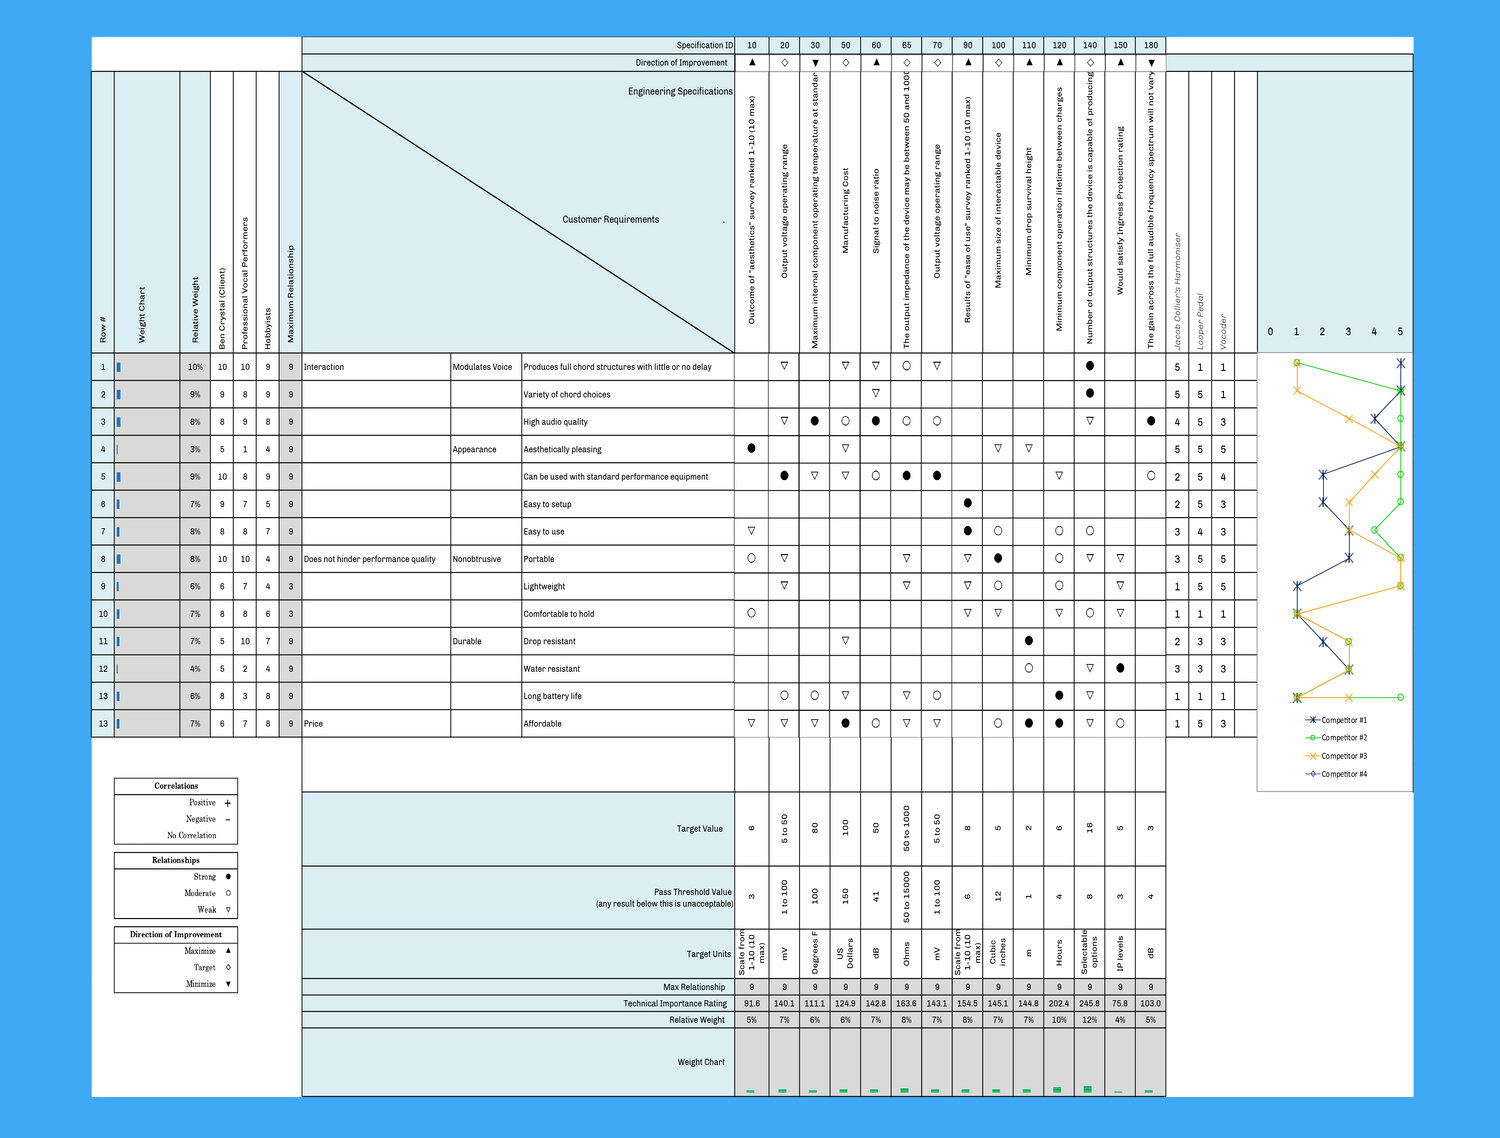 Specification ID 10 20 30 50 60 65 70 90 100 110 120 140 150 180
Direction of Improvement ▲ ◇ ▼ ◇ ▲ ◇ ◇ ▲ ◇ ▲ ▲ ◇ ▲ ▼
Engineering Specifications
Customer Requirements
Row #
Weight Chart
Relative Weight
Ben Crystal (Client)
Professional Vocal Performers
Hobbyists
Maximum Relationship
Outcome of "aesthetics" survey ranked 1-10 (10 max)
Output voltage operating range
Maximum internal component operating temperature at standar
Manufacturing Cost
Signal to noise ratio
The output impedance of the device may be between 50 and 1000
Output voltage operating range
Results of "ease of use" survey ranked 1-10 (10 max)
Maximum size of interactable device
Minimum drop survival height
Minimum component operation lifetime between charges
Number of output structures the device is capable of producing
Would satisfy Ingress Protection rating
The gain across the full audible frequency spectrum will not vary
Jacob Collier's Harmoniser
Looper Pedal
Vocoder
0 1 2 3 4 5
1 10% 10 10 9 9 Interaction Modulates Voice Produces full chord structures with little or no delay ▽ ▽ ▽ ○ ▽ ● 5 1 1
2 9% 9 8 9 9 Variety of chord choices ▽ ● 5 5 1
3 8% 8 9 8 9 High audio quality ▽ ● ○ ● ○ ○ ▽ ● 4 5 3
4 3% 5 1 4 9 Appearance Aesthetically pleasing ● ▽ ▽ ▽ 5 5 5
5 9% 10 8 9 9 Can be used with standard performance equipment ● ▽ ▽ ○ ● ● ▽ ○ 2 5 4
6 7% 9 7 5 9 Easy to setup ● 2 5 3
7 8% 8 8 7 9 Easy to use ▽ ● ○ ○ ○ 3 4 3
8 8% 10 10 4 9 Does not hinder performance quality Nonobtrusive Portable ○ ▽ ▽ ▽ ● ○ ▽ ▽ 3 5 5
9 6% 6 7 4 3 Lightweight ▽ ▽ ▽ ○ ○ ▽ 1 5 5
10 7% 8 8 6 3 Comfortable to hold ○ ▽ ▽ ▽ ○ ▽ 1 1 1
11 7% 5 10 7 9 Durable Drop resistant ▽ ● 2 3 3
12 4% 5 2 4 9 Water resistant ○ ▽ ● 3 3 3
13 6% 8 3 8 9 Long battery life ○ ○ ▽ ▽ ○ ● ▽ 1 1 1
13 7% 6 7 8 9 Price Affordable ▽ ▽ ▽ ● ○ ▽ ▽ ○ ● ● ▽ ○ 1 5 3
Competitor #1
Competitor #2
Competitor #3
Competitor #4
Correlations
Positive +
Negative −
No Correlation
Relationships
Strong ●
Moderate ○
Weak ▽
Direction of Improvement
Maximize ▲
Target ◇
Minimize ▼
Target Value 6 5 to 50 80 100 50 50 to 1000 5 to 50 8 5 2 6 16 5 3
Pass Threshold Value
(any result below this is unacceptable) 3 1 to 100 100 150 41 50 to 15000 1 to 100 6 12 1 4 8 3 4
Target Units
Scale from 1-10 (10 max)
mV
Degrees F
US Dollars
dB
Ohms
mV
Scale from 1-10 (10 max)
Cubic inches
m
Hours
Selectable options
IP levels
dB
Max Relationship 9 9 9 9 9 9 9 9 9 9 9 9 9 9
Technical Importance Rating 91.6 140.1 111.1 124.9 142.8 163.6 143.1 154.5 145.1 144.8 202.4 245.8 75.8 103.0
Relative Weight 5% 7% 6% 6% 7% 8% 7% 8% 7% 7% 10% 12% 4% 5%
Weight Chart